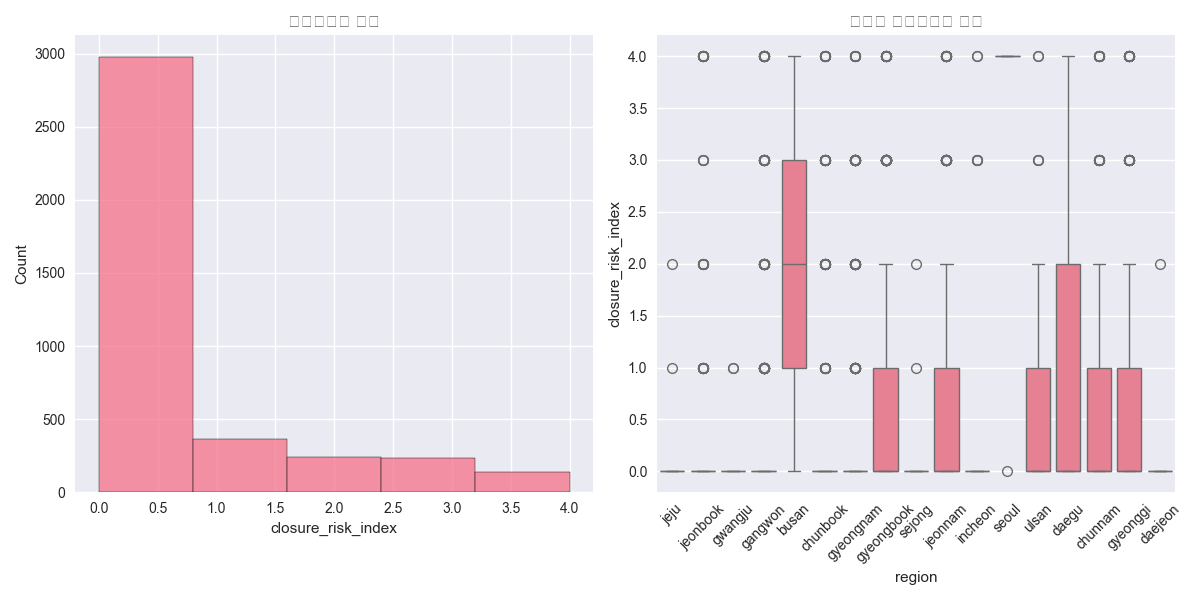 3000
2500
2000
1500
1000
500
0
Count
0.0
0.5
1.0
1.5
2.0
2.5
3.0
3.5
4.0
closure_risk_index
4.0
3.5
3.0
2.5
2.0
1.5
1.0
0.5
0.0
closure_risk_index
jeju
jeonbook
gwangju
gangwon
busan
chunbook
gyeongnam
gyeongbook
sejong
jeonnam
incheon
seoul
ulsan
daegu
chunnam
gyeonggi
daejeon
region